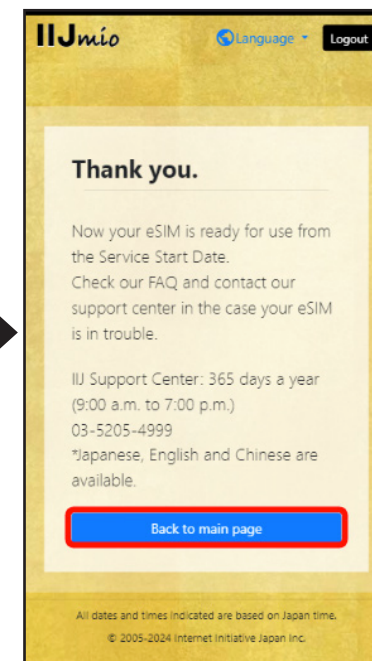 IIJmio
Language
Logout
Thank you.
Now your eSIM is ready for use from
the Service Start Date.
Check our FAQ and contact our
support center in the case your eSIM
is in trouble.
IIJ Support Center: 365 days a year
(9:00 a.m. to 7:00 p.m.)
03-5205-4999
*Japanese, English and Chinese are
available.
Back to main page
All dates and times indicated are based on Japan time.
© 2005-2024 Internet Initiative Japan Inc.